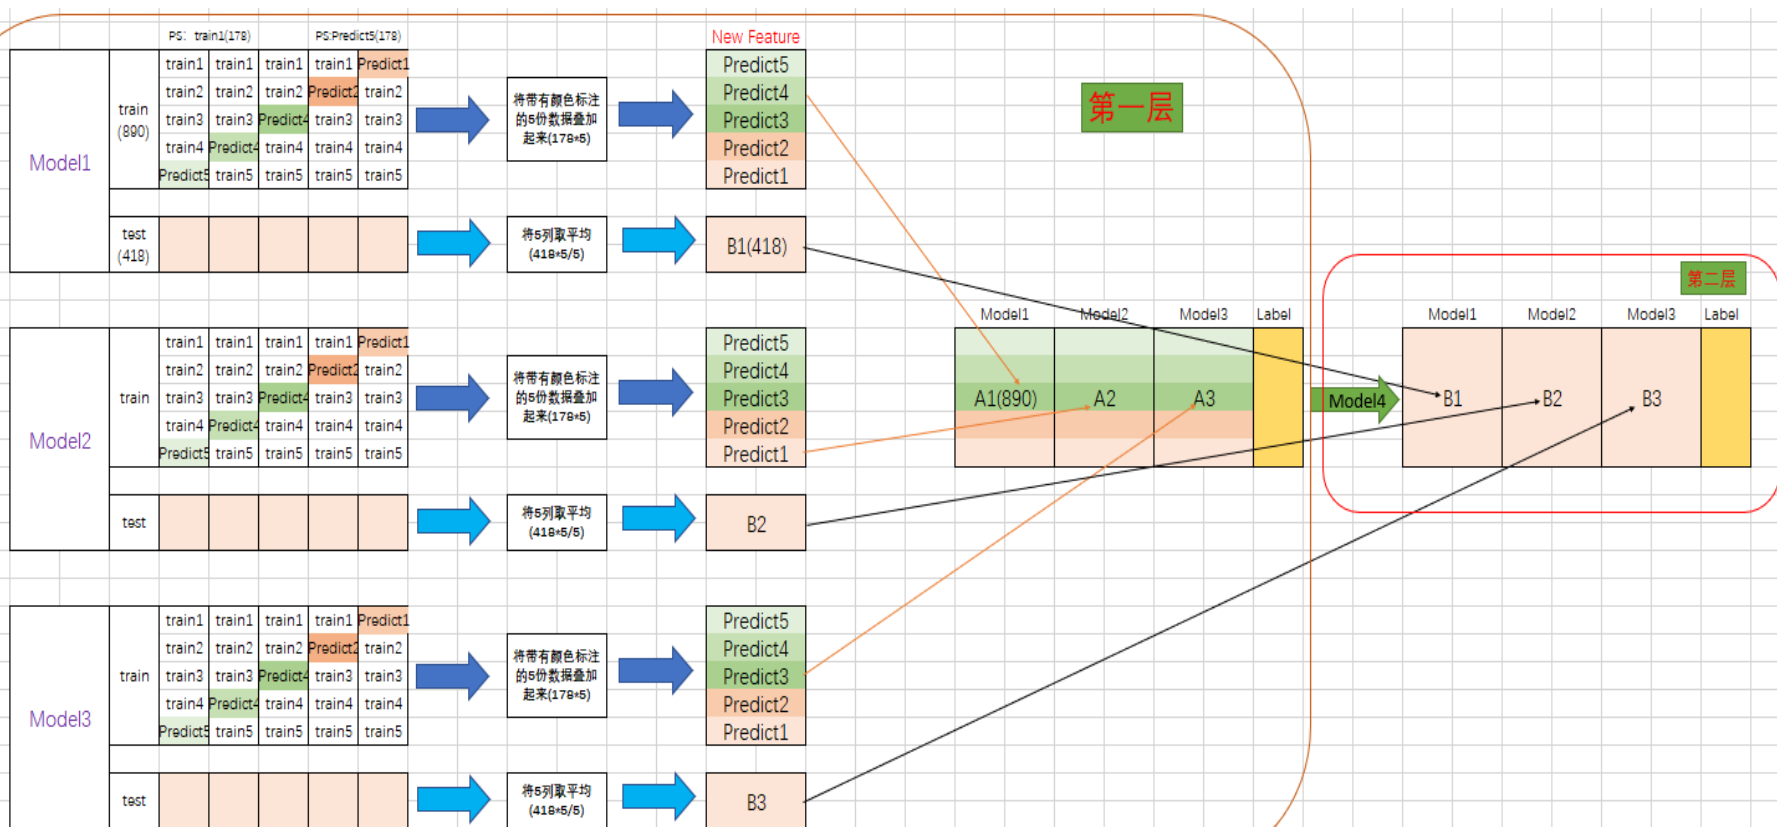 PS: train1(178) PS:Predict5(178) New Feature
Model1
train
(890)
train1 train1 train1 train1 Predict1
train2 train2 train2 Predict2 train2
train3 train3 Predict4 train3 train3
train4 Predict4 train4 train4 train4
Predict5 train5 train5 train5 train5
将带有颜色标注
的5份数据叠加
起来(178*5)
Predict5
Predict4
Predict3
Predict2
Predict1
第一层
test
(418)
将5列取平均
(418*5/5)
B1(418)
Model2
train
train1 train1 train1 train1 Predict1
train2 train2 train2 Predict2 train2
train3 train3 Predict4 train3 train3
train4 Predict4 train4 train4 train4
Predict5 train5 train5 train5 train5
将带有颜色标注
的5份数据叠加
起来(178*5)
Predict5
Predict4
Predict3
Predict2
Predict1
test
将5列取平均
(418*5/5)
B2
Model3
train
train1 train1 train1 train1 Predict1
train2 train2 train2 Predict2 train2
train3 train3 Predict4 train3 train3
train4 Predict4 train4 train4 train4
Predict5 train5 train5 train5 train5
将带有颜色标注
的5份数据叠加
起来(178*5)
Predict5
Predict4
Predict3
Predict2
Predict1
test
将5列取平均
(418*5/5)
B3
Model1 Model2 Model3 Label
A1(890) A2 A3
Model4
第二层
Model1 Model2 Model3 Label
B1 B2 B3